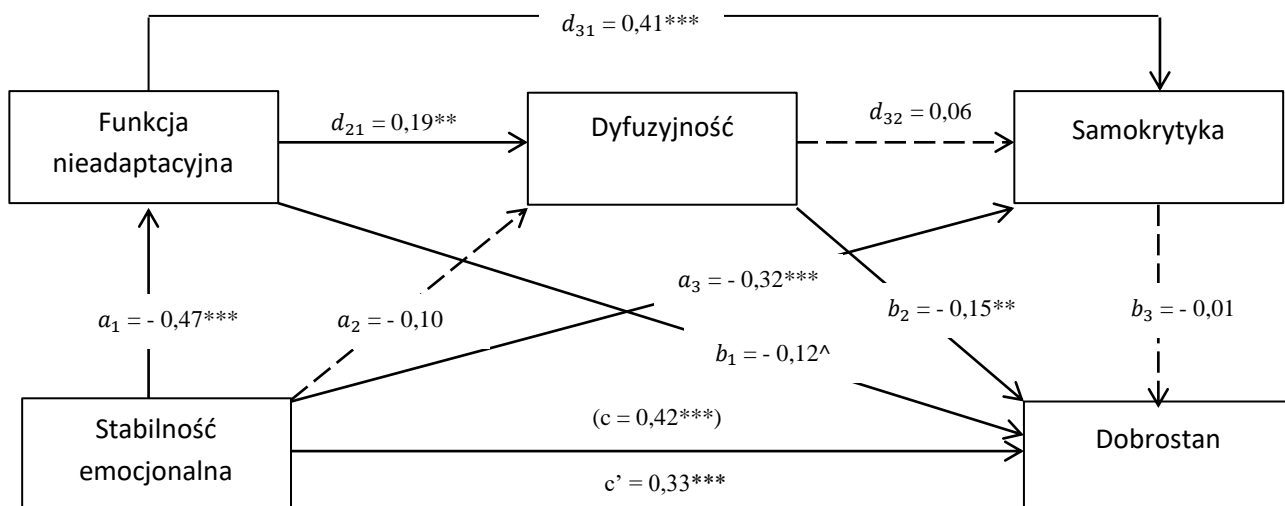 d₃₁ = 0,41***
Funkcja
nieadaptacyjna
d₂₁ = 0,19**
Dyfuzyjność
d₃₂ = 0,06
Samokrytyka
a₁ = - 0,47***
a₂ = - 0,10
a₃ = - 0,32***
b₁ = - 0,12^
b₂ = - 0,15**
b₃ = - 0,01
Stabilność
emocjonalna
(c = 0,42***)
c’ = 0,33***
Dobrostan